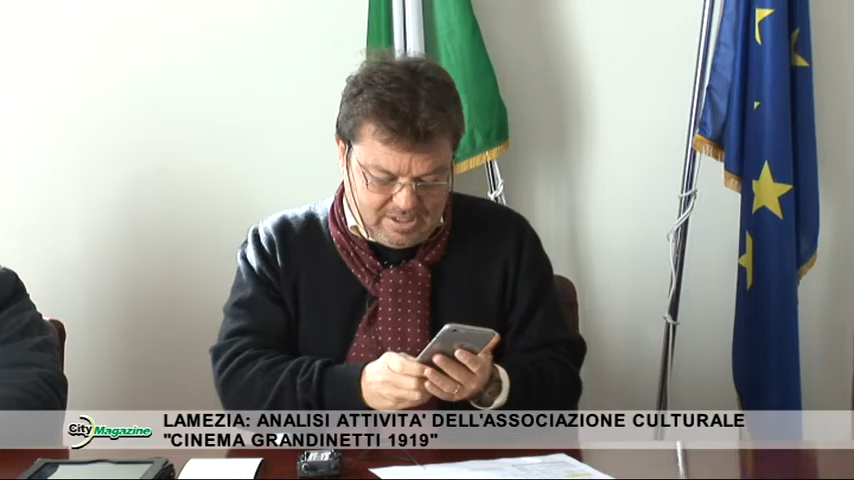 City Magazine
LAMEZIA: ANALISI ATTIVITA' DELL'ASSOCIAZIONE CULTURALE
"CINEMA GRANDINETTI 1919"